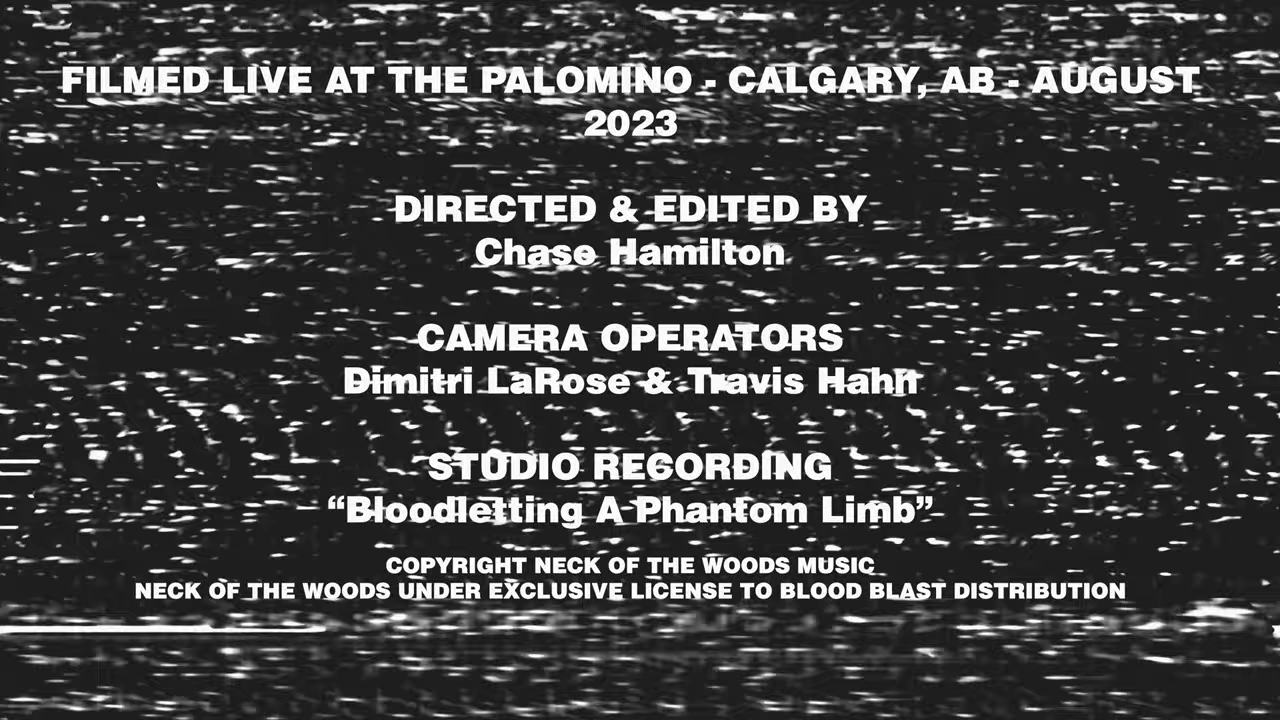 FILMED LIVE AT THE PALOMINO - CALGARY, AB - AUGUST
2023
DIRECTED & EDITED BY
Chase Hamilton
CAMERA OPERATORS
Dimitri LaRose & Travis Hahn
STUDIO RECORDING
“Bloodletting A Phantom Limb”
COPYRIGHT NECK OF THE WOODS MUSIC
NECK OF THE WOODS UNDER EXCLUSIVE LICENSE TO BLOOD BLAST DISTRIBUTION